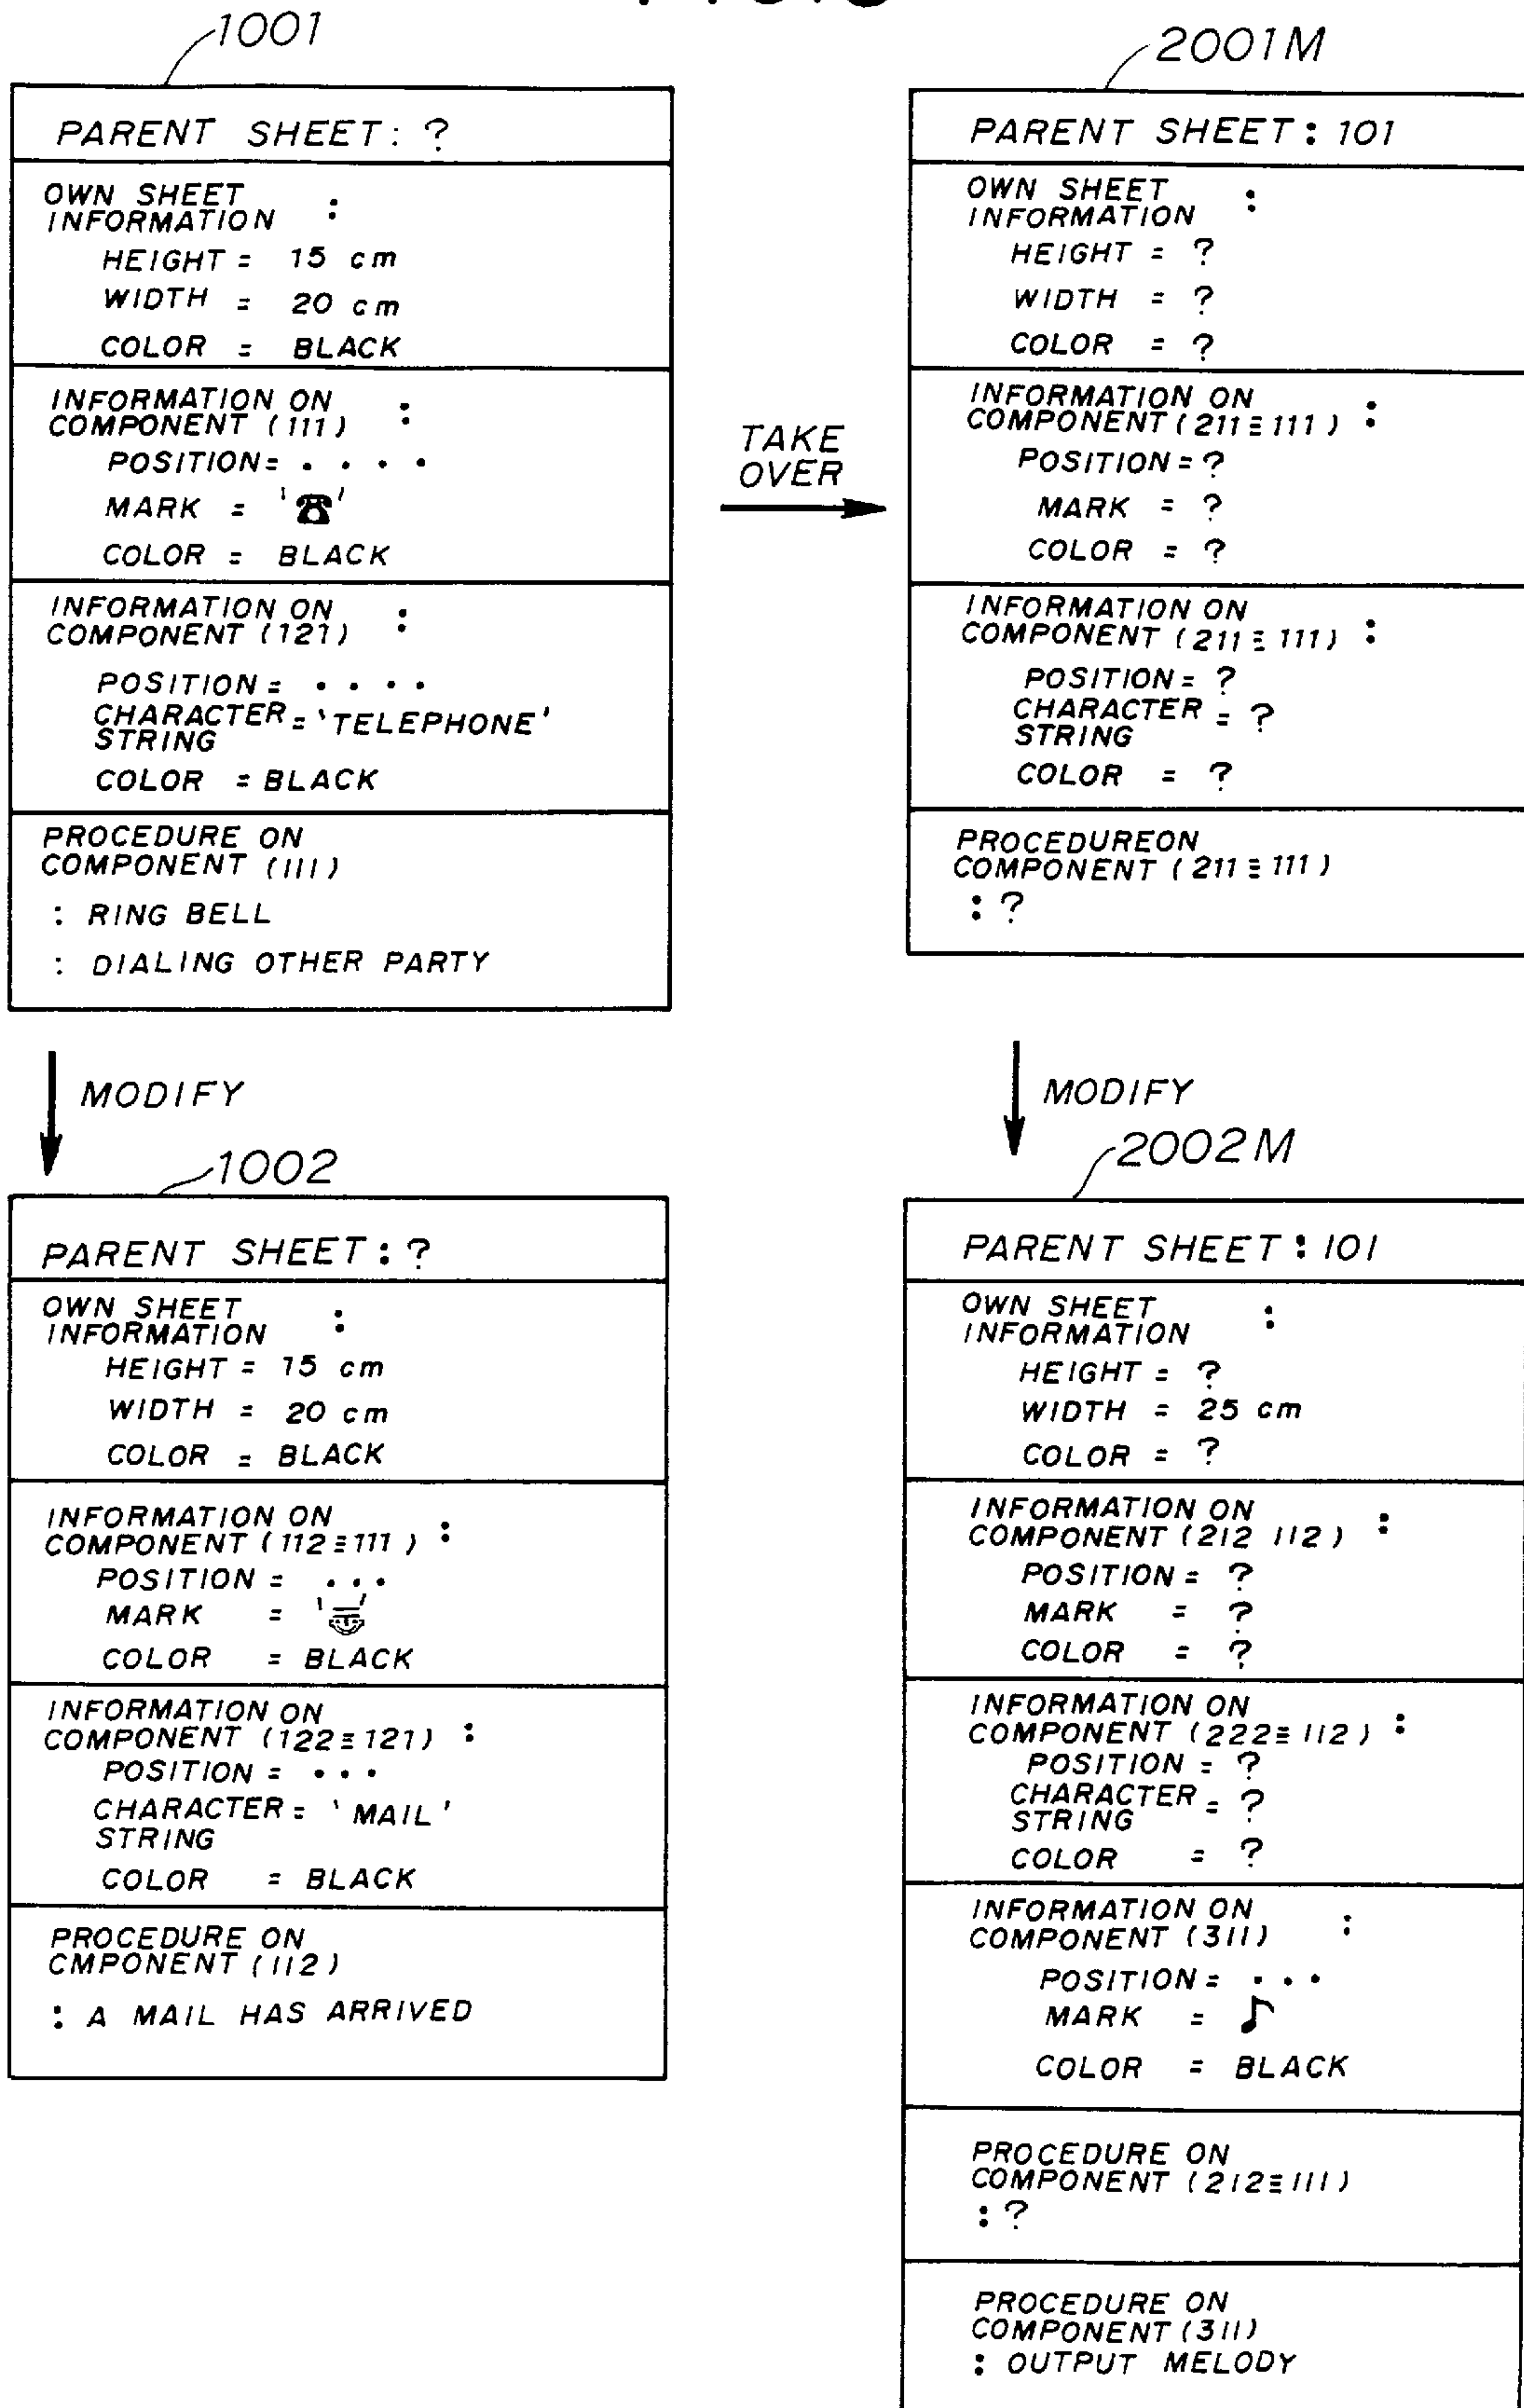 1001
PARENT SHEET: ?
OWN SHEET :
INFORMATION
HEIGHT = 15 cm
WIDTH = 20 cm
COLOR = BLACK
INFORMATION ON :
COMPONENT (111)
POSITION= • • • •
MARK = '☎'
COLOR = BLACK
INFORMATION ON :
COMPONENT (121)
POSITION = • • • •
CHARACTER = 'TELEPHONE'
STRING
COLOR = BLACK
PROCEDURE ON
COMPONENT (111)
: RING BELL
: DIALING OTHER PARTY
TAKE
OVER
2001M
PARENT SHEET : 101
OWN SHEET :
INFORMATION
HEIGHT = ?
WIDTH = ?
COLOR = ?
INFORMATION ON
COMPONENT (211≡111) :
POSITION = ?
MARK = ?
COLOR = ?
INFORMATION ON
COMPONENT (211≡111) :
POSITION = ?
CHARACTER = ?
STRING
COLOR = ?
PROCEDUREON
COMPONENT (211≡111)
: ?
MODIFY
1002
PARENT SHEET : ?
OWN SHEET :
INFORMATION
HEIGHT = 15 cm
WIDTH = 20 cm
COLOR = BLACK
INFORMATION ON
COMPONENT (112≡111) :
POSITION = • • •
MARK = ' '
COLOR = BLACK
INFORMATION ON
COMPONENT (122≡121) :
POSITION = • • •
CHARACTER = 'MAIL'
STRING
COLOR = BLACK
PROCEDURE ON
CMPONENT (112)
: A MAIL HAS ARRIVED
MODIFY
2002M
PARENT SHEET : 101
OWN SHEET :
INFORMATION
HEIGHT = ?
WIDTH = 25 cm
COLOR = ?
INFORMATION ON
COMPONENT (212 112) :
POSITION = ?
MARK = ?
COLOR = ?
INFORMATION ON
COMPONENT (222≡112) :
POSITION = ?
CHARACTER = ?
STRING
COLOR = ?
INFORMATION ON
COMPONENT (311) :
POSITION = • • •
MARK = ♪
COLOR = BLACK
PROCEDURE ON
COMPONENT (212≡111)
: ?
PROCEDURE ON
COMPONENT (311)
: OUTPUT MELODY